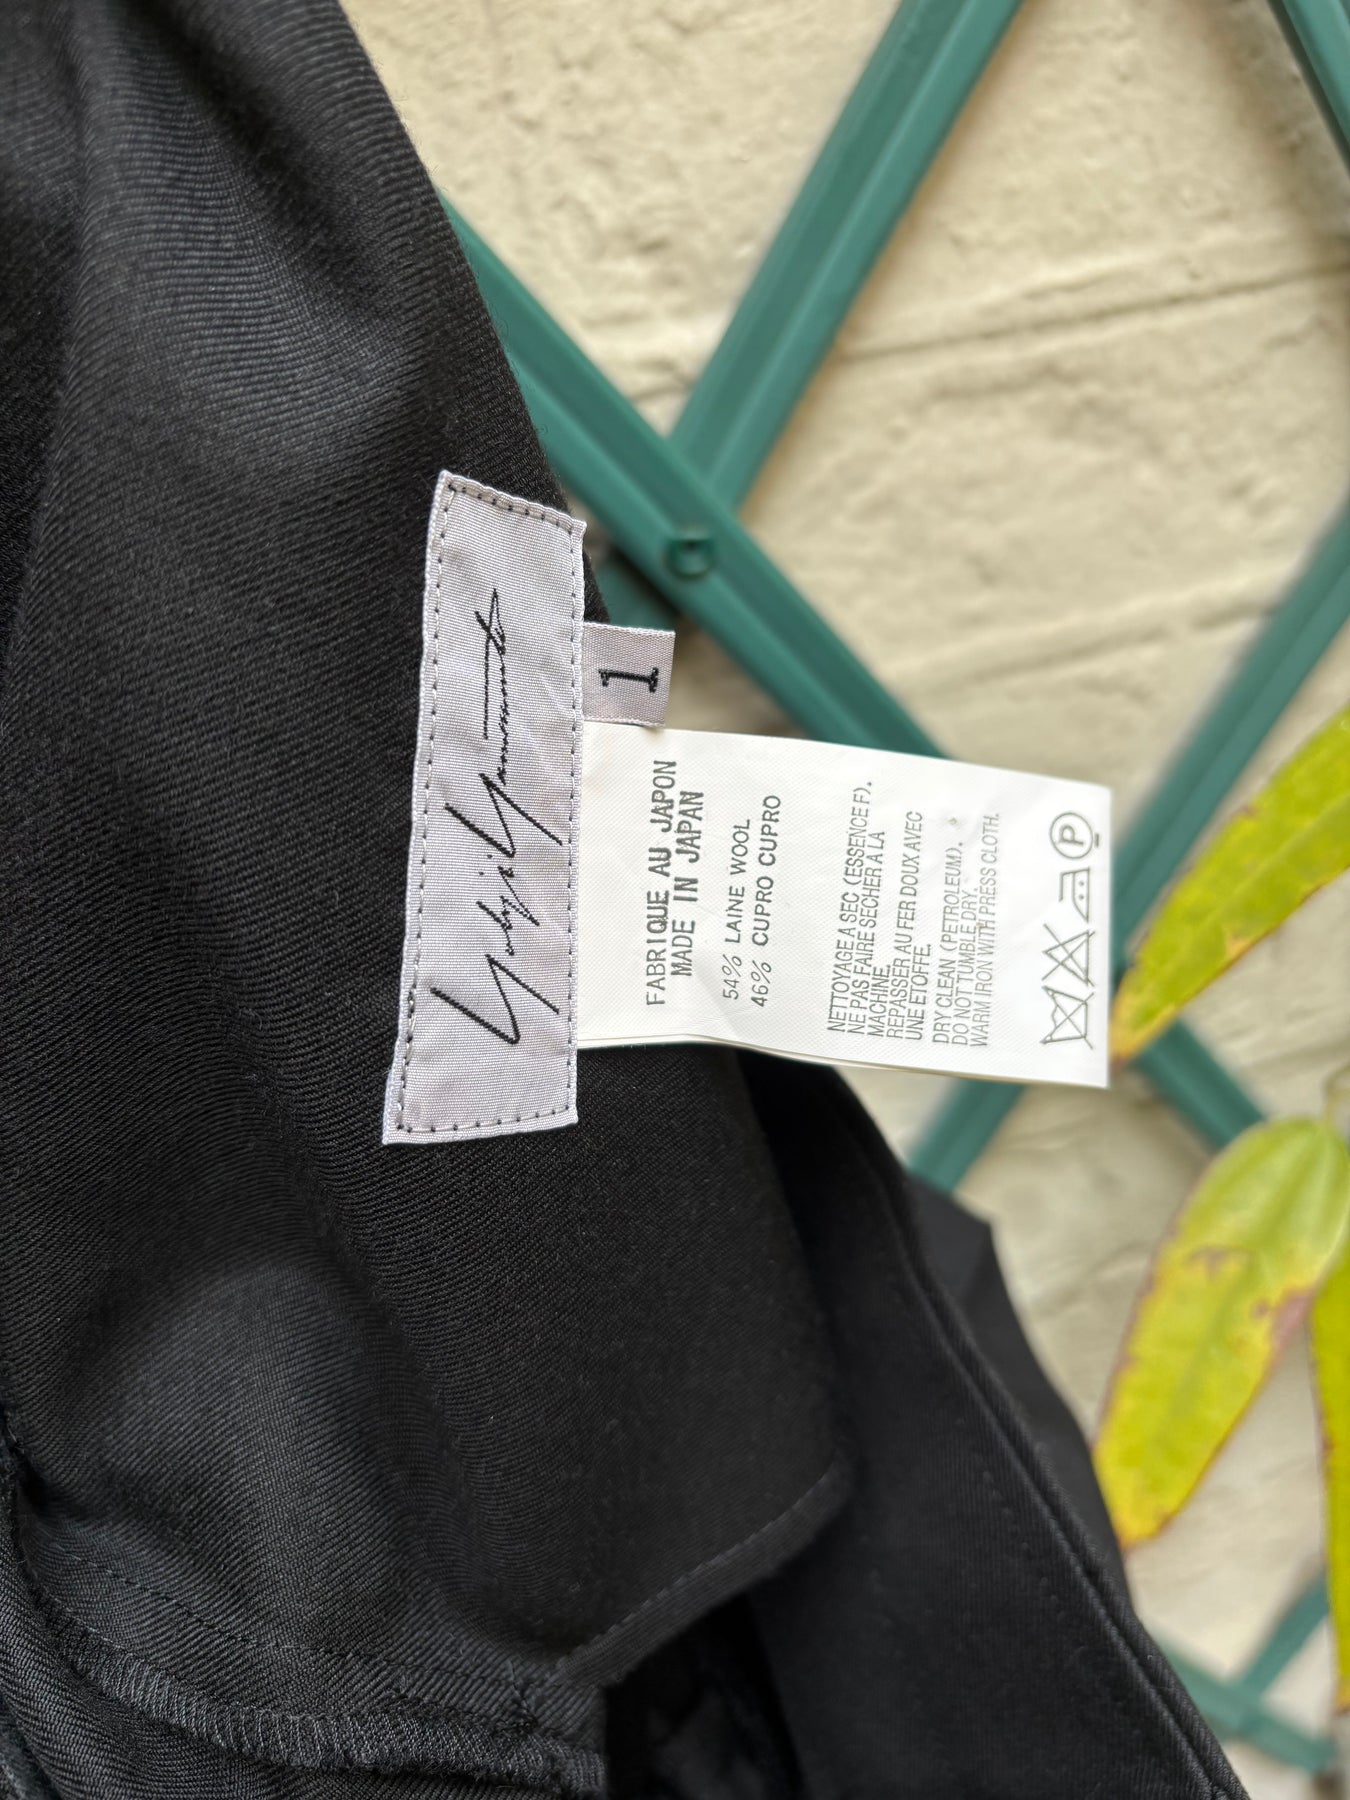 Yohji Yamamoto
1
FABRIQUE AU JAPON
MADE IN JAPAN
54% LAINE WOOL
46% CUPRO CUPRO
NETTOYAGE A SEC (ESSENCE F).
NE PAS FAIRE SECHER A LA
MACHINE.
REPASSER AU FER DOUX AVEC
UNE ETOFFE.
DRY CLEAN (PETROLEUM).
DO NOT TUMBLE DRY.
WARM IRON WITH PRESS CLOTH.
P